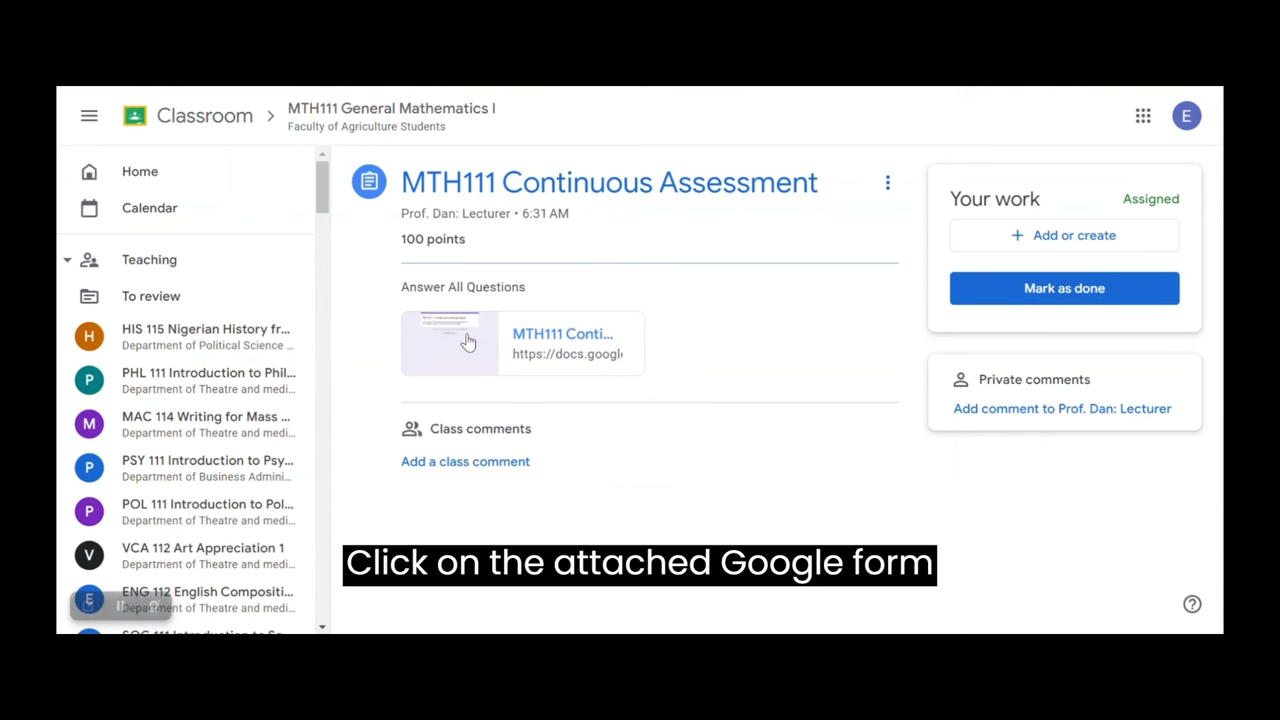 Classroom
MTH111 General Mathematics I
Faculty of Agriculture Students
E
Home
Calendar
Teaching
To review
H
HIS 115 Nigerian History fr...
Department of Political Science ...
P
PHL 111 Introduction to Phil...
Department of Theatre and medi...
M
MAC 114 Writing for Mass ...
Department of Theatre and medi...
P
PSY 111 Introduction to Psy...
Department of Business Admini...
P
POL 111 Introduction to Pol...
Department of Theatre and medi...
V
VCA 112 Art Appreciation 1
Department of Theatre and medi...
E
ENG 112 English Compositi...
Department of Theatre and medi...
MTH111 Continuous Assessment
Prof. Dan: Lecturer • 6:31 AM
100 points
Answer All Questions
MTH111 Conti...
https://docs.googl
Class comments
Add a class comment
Your work
Assigned
+ Add or create
Mark as done
Private comments
Add comment to Prof. Dan: Lecturer
Click on the attached Google form